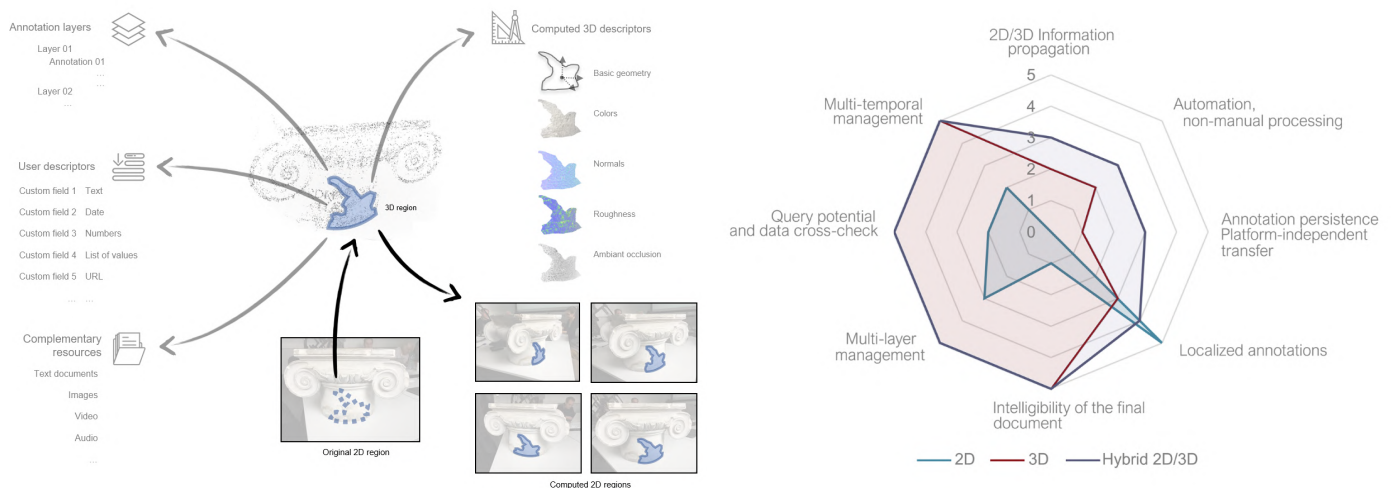 Annotation layers
Layer 01
Annotation 01
...
Layer 02
...
User descriptors
Custom field 1 Text
Custom field 2 Date
Custom field 3 Numbers
Custom field 4 List of values
Custom field 5 URL
... ...
Complementary
resources
Text documents
Images
Video
Audio
...
3D region
Original 2D region
Computed 3D descriptors
Basic geometry
Colors
Normals
Roughness
Ambiant occlusion
Computed 2D regions
2D/3D Information
propagation
5
4
3
2
1
0
Automation,
non-manual processing
Annotation persistence
Platform-independent
transfer
Localized annotations
Intelligibility of the final
document
Multi-layer
management
Query potential
and data cross-check
Multi-temporal
management
2D 3D Hybrid 2D/3D